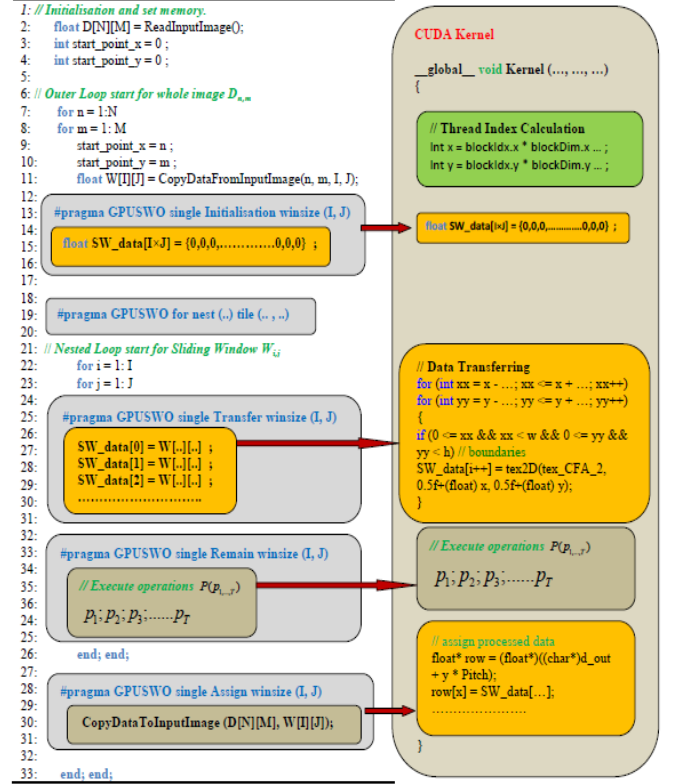 1: // Initialisation and set memory.
2: float D[N][M] = ReadInputImage();
3: int start_point_x = 0 ;
4: int start_point_y = 0 ;
5:
6: // Outer Loop start for whole image Dn,m
7: for n = 1:N
8: for m = 1: M
9: start_point_x = n ;
10: start_point_y = m ;
11: float W[I][J] = CopyDataFromInputImage(n, m, I, J);
12:
13: #pragma GPUSWO single Initialisation winsize (I, J)
14:
15: float SW_data[I×J] = {0,0,0,.............0,0,0} ;
16:
17:
18:
19: #pragma GPUSWO for nest (..) tile (.. , ..)
20:
21: // Nested Loop start for Sliding Window Wi,j
22: for i = 1: I
23: for j = 1: J
24:
25: #pragma GPUSWO single Transfer winsize (I, J)
26:
27: SW_data[0] = W[..][..] ;
28: SW_data[1] = W[..][..] ;
29: SW_data[2] = W[..][..] ;
30: ..............................
31:
32:
33: #pragma GPUSWO single Remain winsize (I, J)
34:
35: // Execute operations P(p1,..,T)
36:
24: p1; p2; p3;......pT
25:
26: end; end;
27:
28: #pragma GPUSWO single Assign winsize (I, J)
29:
30: CopyDataToInputImage (D[N][M], W[I][J]);
31:
32:
33: end; end;
CUDA Kernel
__global__ void Kernel (..., ..., ...)
{
// Thread Index Calculation
Int x = blockIdx.x * blockDim.x ... ;
Int y = blockIdx.y * blockDim.y ... ;
float SW_data[I×J] = {0,0,0,.............0,0,0} ;
// Data Transferring
for (int xx = x - ...; xx <= x + ...; xx++)
for (int yy = y - ...; yy <= y + ...; yy++)
{
if (0 <= xx && xx < w && 0 <= yy &&
yy < h) // boundaries
SW_data[i++] = tex2D(tex_CFA_2,
0.5f+(float) x, 0.5f+(float) y);
}
// Execute operations P(p1,..,T)
p1; p2; p3;......pT
// assign processed data
float* row = (float*)((char*)d_out
+ y * Pitch);
row[x] = SW_data[...];
.......................
}